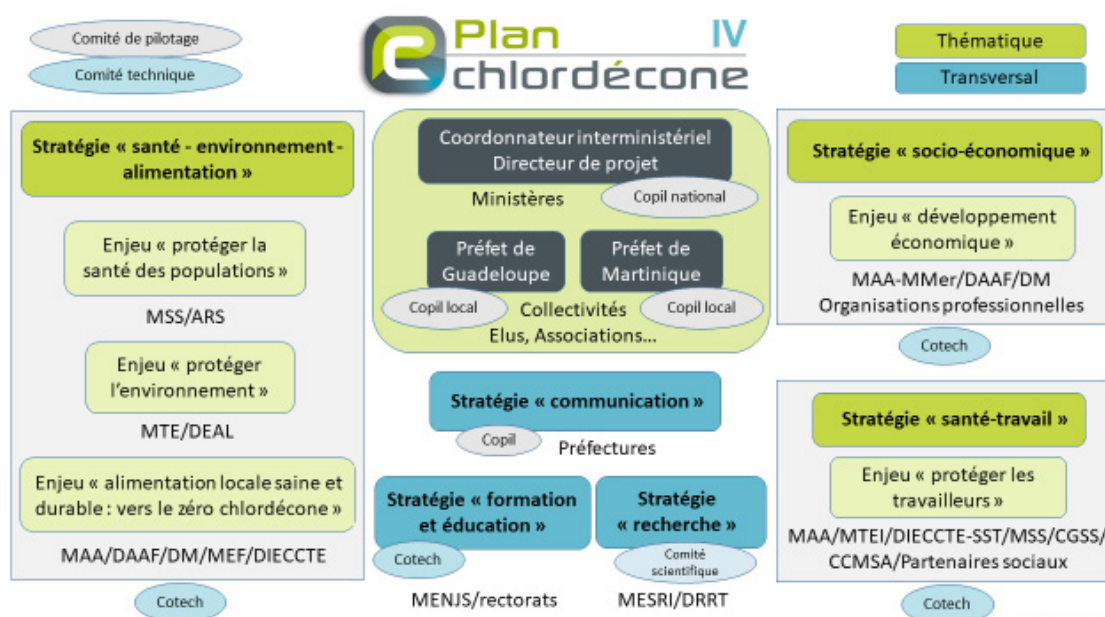 Comité de pilotage
Comité technique
Plan IV
chlordécone
Thématique
Transversal
Stratégie « santé - environnement -
alimentation »
Enjeu « protéger la
santé des populations »
MSS/ARS
Enjeu « protéger
l’environnement »
MTE/DEAL
Enjeu « alimentation locale saine et
durable : vers le zéro chlordécone »
MAA/DAAF/DM/MEF/DIECCTE
Cotech
Coordonnateur interministériel
Directeur de projet
Ministères
Copil national
Préfet de
Guadeloupe
Préfet de
Martinique
Copil local
Collectivités
Copil local
Elus, Associations...
Stratégie « communication »
Copil
Préfectures
Stratégie « formation
et éducation »
Cotech
MENJS/rectorats
Stratégie
« recherche »
Comité
scientifique
MESRI/DRRT
Stratégie « socio-économique »
Enjeu « développement
économique »
MAA-MMer/DAAF/DM
Organisations professionnelles
Cotech
Stratégie « santé-travail »
Enjeu « protéger les
travailleurs »
MAA/MTEI/DIECCTE-SST/MSS/CGSS/
CCMSA/Partenaires sociaux
Cotech